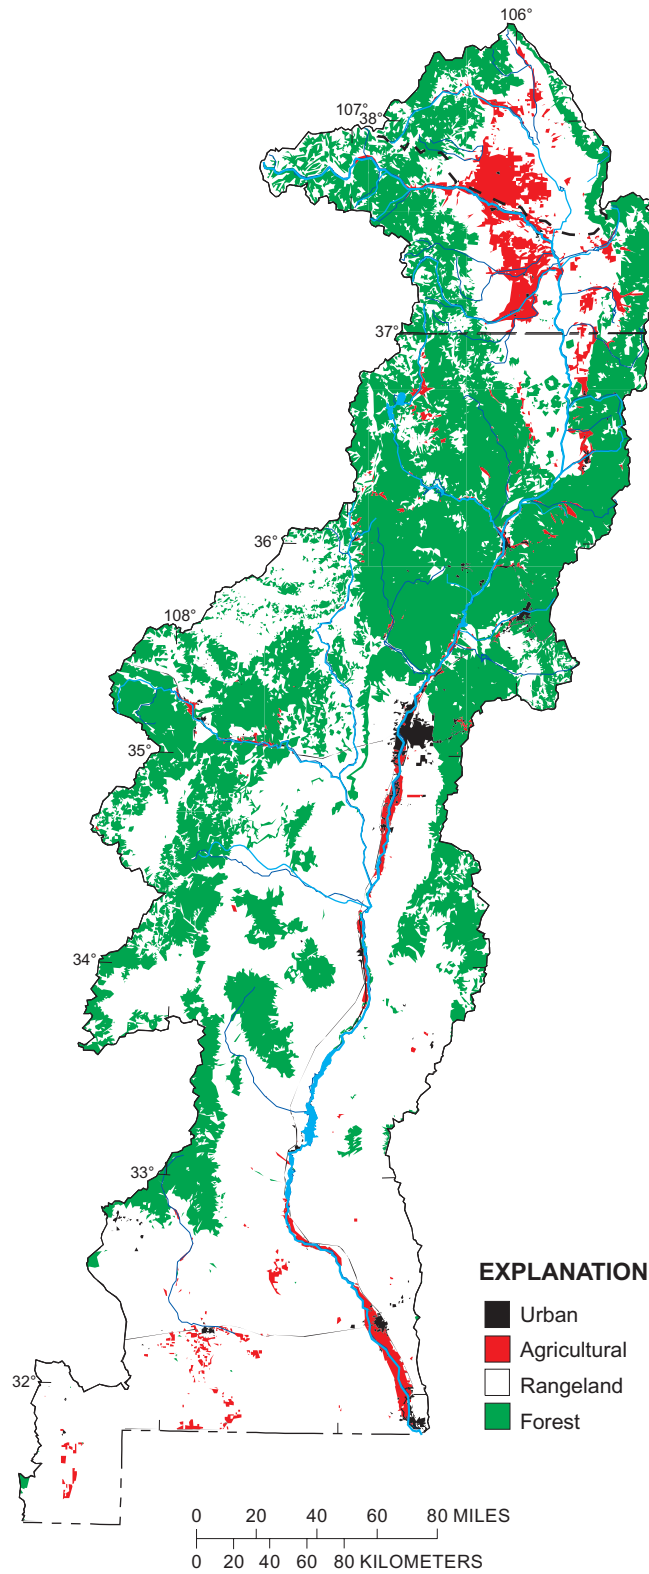 106°
107°
38°
37°
36°
108°
35°
34°
33°
32°
EXPLANATION
Urban
Agricultural
Rangeland
Forest
0 20 40 60 80 MILES
0 20 40 60 80 KILOMETERS